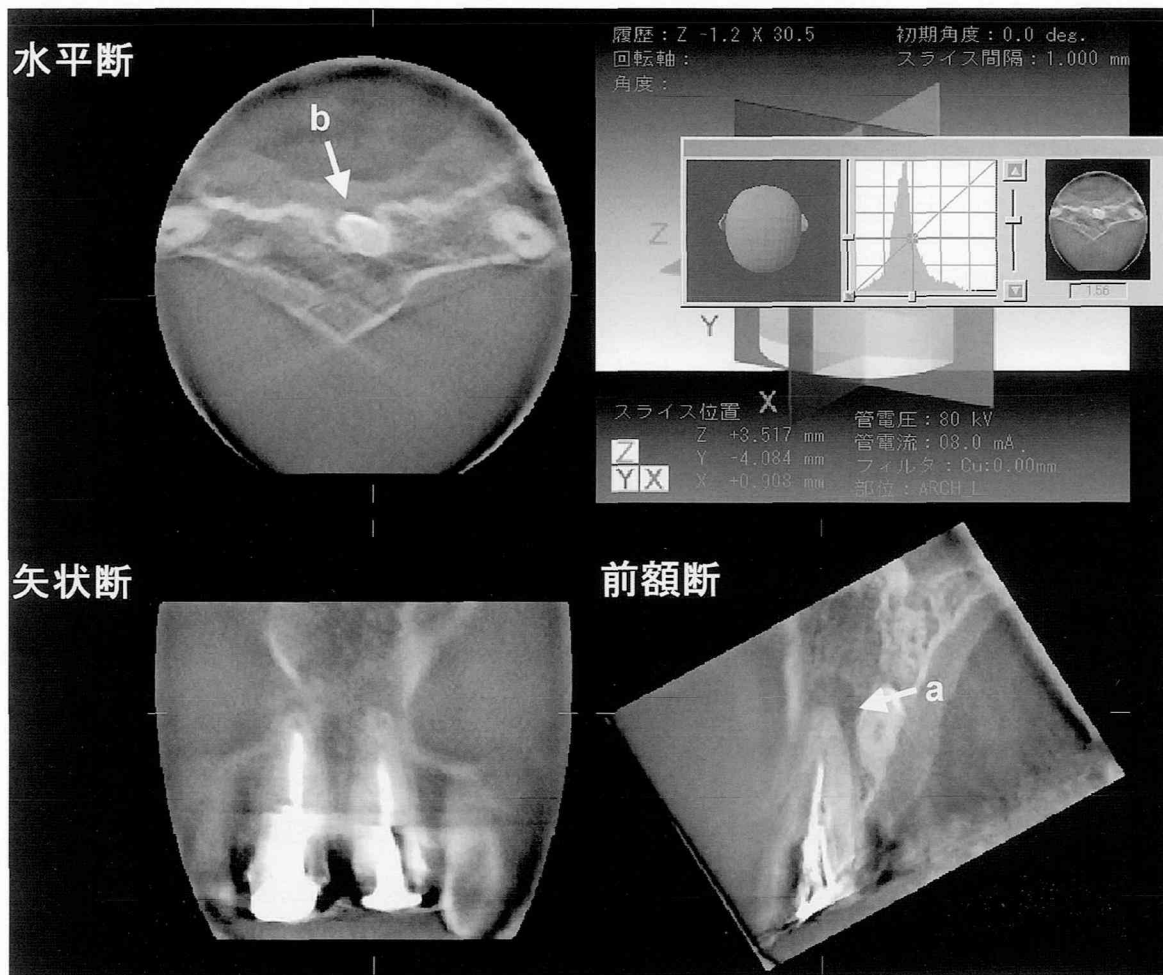 水平断
b
履歴：Z -1.2 X 30.5
初期角度：0.0 deg.
回転軸：
スライス間隔：1.000 mm
角度：
Z
Y
X
1.56
スライス位置
Z +3.517 mm
Y -4.084 mm
X +0.903 mm
管電圧：80 kV
管電流：08.0 mA
フィルタ：Cu:0.00mm
部位：ARCH_L
Z
Y X
矢状断
前額断
a